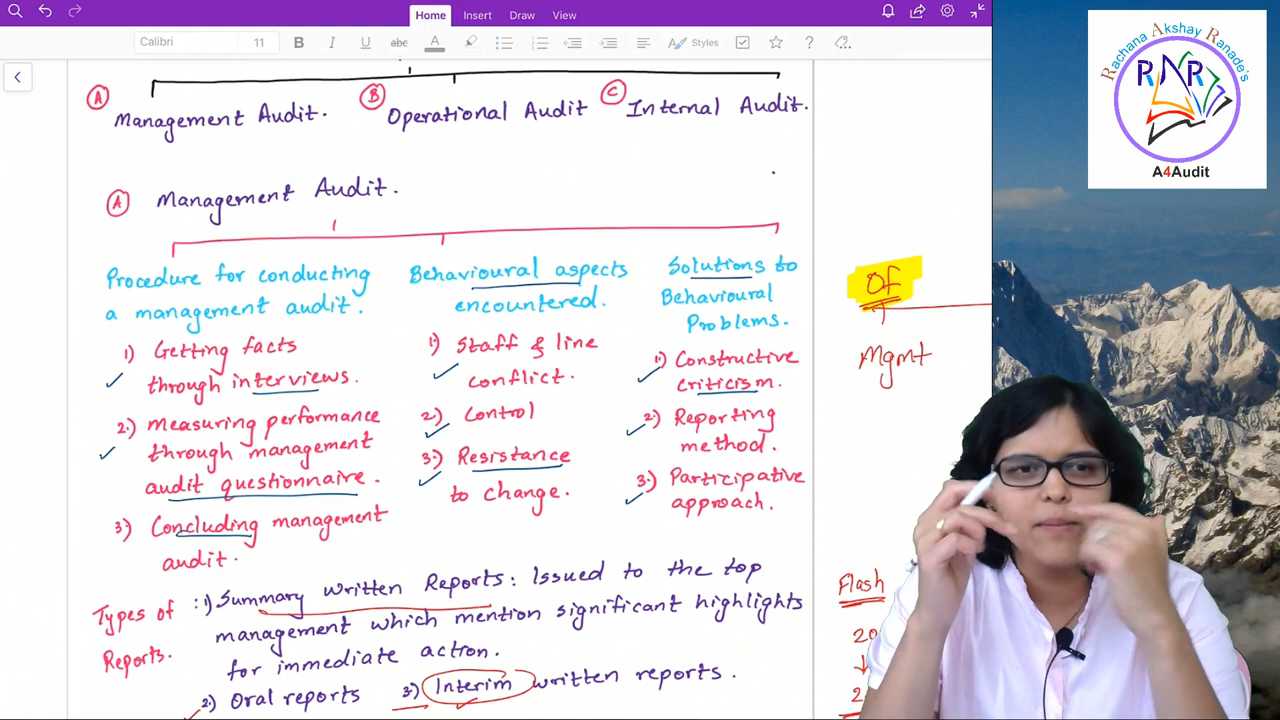 Home Insert Draw View
Calibri 11 B I U abc A Styles ?
Rachana Akshay Ranade's
RAR
A4Audit
A Management Audit. B Operational Audit C Internal Audit.
A Management Audit.
Procedure for conducting
a management audit.
1) Getting facts
through interviews.
2) Measuring performance
through management
audit questionnaire.
3) Concluding management
audit.
Behavioural aspects
encountered.
1) Staff & line
conflict.
2) Control
3) Resistance
to change.
Solutions to
Behavioural
Problems.
1) Constructive
criticism.
2) Reporting
method.
3) Participative
approach.
Of
Mgmt
Types of
Reports.
:1) Summary written Reports: Issued to the top
management which mention significant highlights
for immediate action.
2) Oral reports 3) Interim written reports.
Flash
20
2